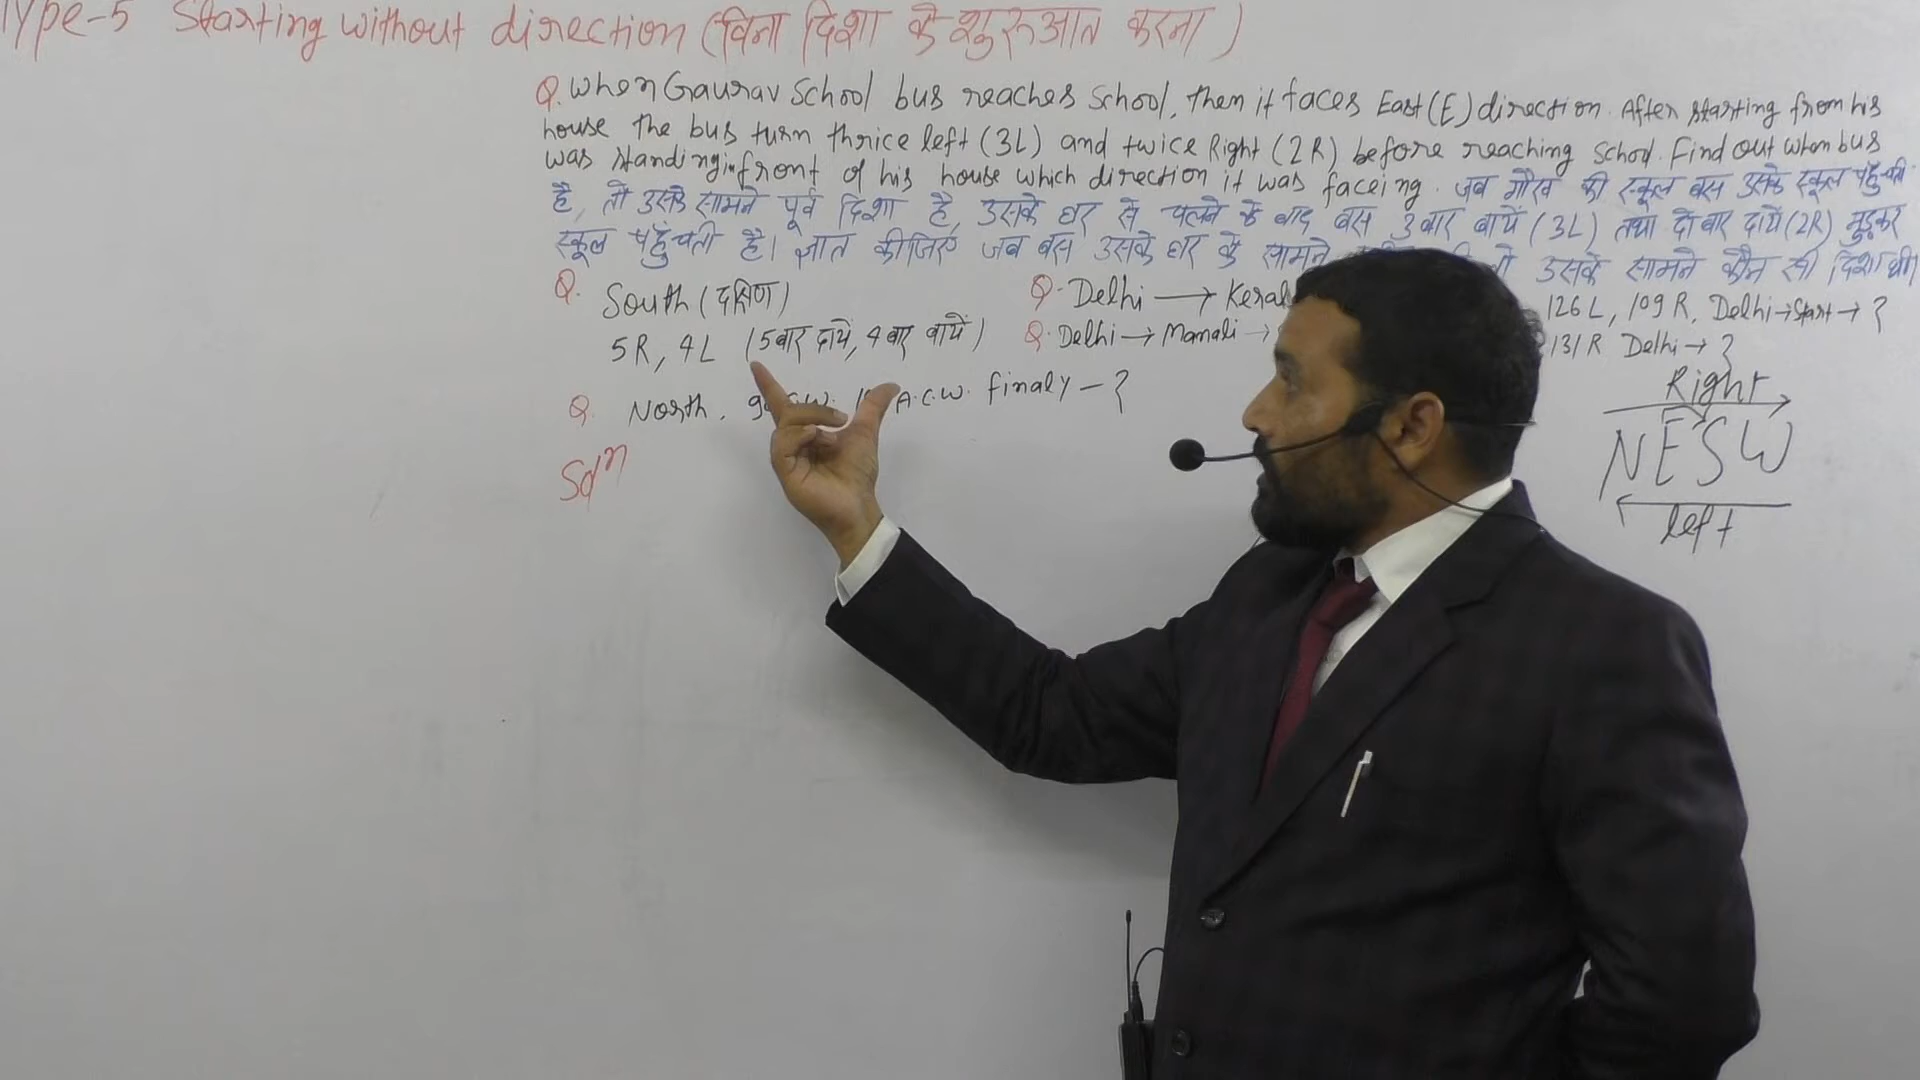 Type-5 Starting without direction (बिना दिशा के शुरूआत करना)
Q. when Gaurav School bus reaches School, then it faces East (E) direction. After starting from his
house the bus turn thrice left (3L) and twice Right (2R) before reaching School. Find out when bus
was standing in front of his house which direction it was faceing. जब गौरव की स्कूल बस उसके स्कूल पहुँचती
है, तो उसके सामने पूर्व दिशा है, उसके घर से चलने के बाद बस 3 बार बायें (3L) तथा दो बार दायें (2R) मुड़कर
स्कूल पहुंचती है। ज्ञात कीजिए जब बस उसके घर के सामने उसके सामने कौन सी दिशा थी।
Q. South (दक्षिण)
5R, 4L (5 बार दायें, 4 बार बायें)
Q. North. A.C.W. finaly - ?
Solⁿ
Q. Delhi → Keral
Q. Delhi → Manali →
126 L, 109 R, Delhi → Start → ?
131 R Delhi → ?
Right
NESW
left